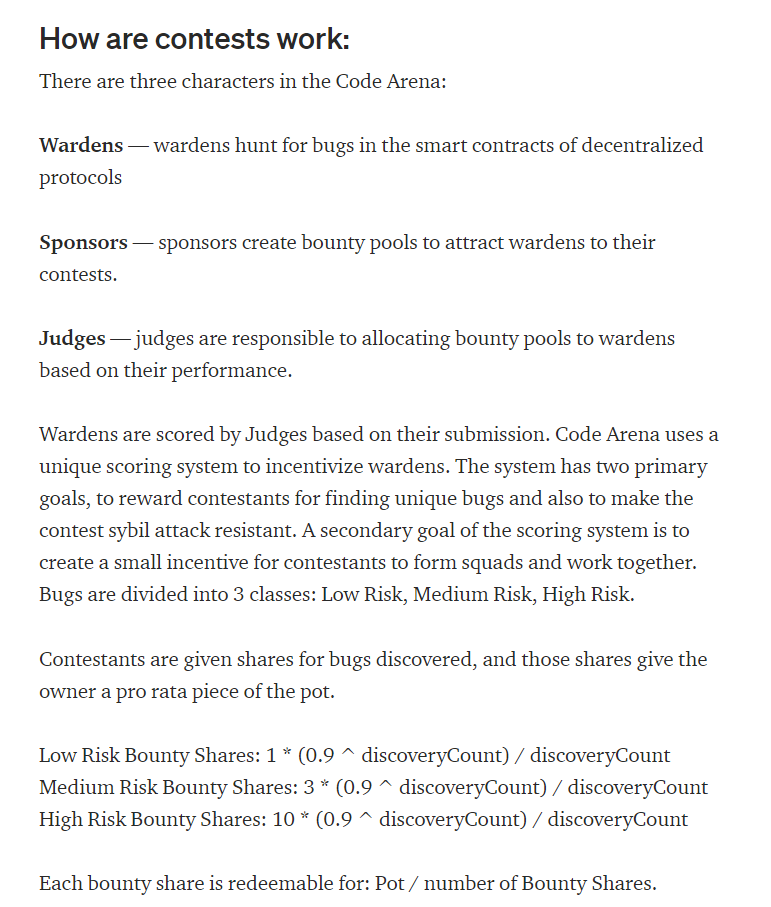 How are contests work:
There are three characters in the Code Arena:
Wardens — wardens hunt for bugs in the smart contracts of decentralized
protocols
Sponsors — sponsors create bounty pools to attract wardens to their
contests.
Judges — judges are responsible to allocating bounty pools to wardens
based on their performance.
Wardens are scored by Judges based on their submission. Code Arena uses a
unique scoring system to incentivize wardens. The system has two primary
goals, to reward contestants for finding unique bugs and also to make the
contest sybil attack resistant. A secondary goal of the scoring system is to
create a small incentive for contestants to form squads and work together.
Bugs are divided into 3 classes: Low Risk, Medium Risk, High Risk.
Contestants are given shares for bugs discovered, and those shares give the
owner a pro rata piece of the pot.
Low Risk Bounty Shares: 1 * (0.9 ^ discoveryCount) / discoveryCount
Medium Risk Bounty Shares: 3 * (0.9 ^ discoveryCount) / discoveryCount
High Risk Bounty Shares: 10 * (0.9 ^ discoveryCount) / discoveryCount
Each bounty share is redeemable for: Pot / number of Bounty Shares.